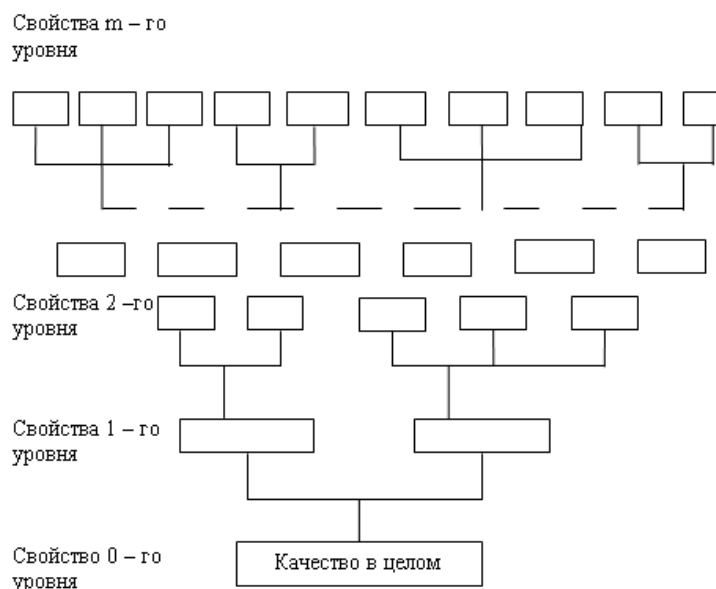 Свойства m – го
уровня
Свойства 2 –го
уровня
Свойства 1 – го
уровня
Свойство 0 – го
уровня
Качество в целом